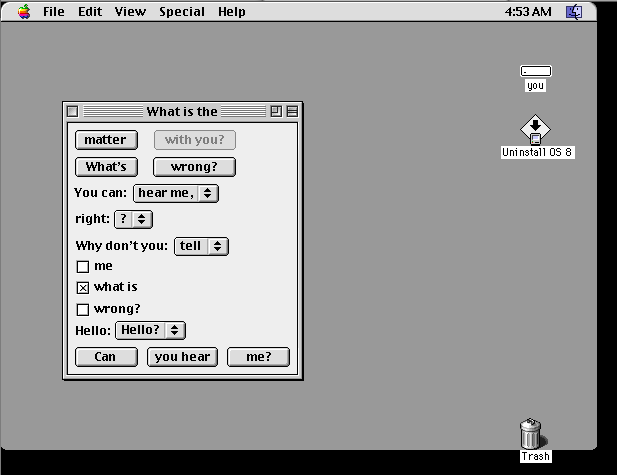 File Edit View Special Help 4:53 AM
you
Uninstall OS 8
What is the
matter with you?
What's wrong?
You can: hear me,
right: ?
Why don't you: tell
me
what is
wrong?
Hello: Hello?
Can you hear me?
Trash